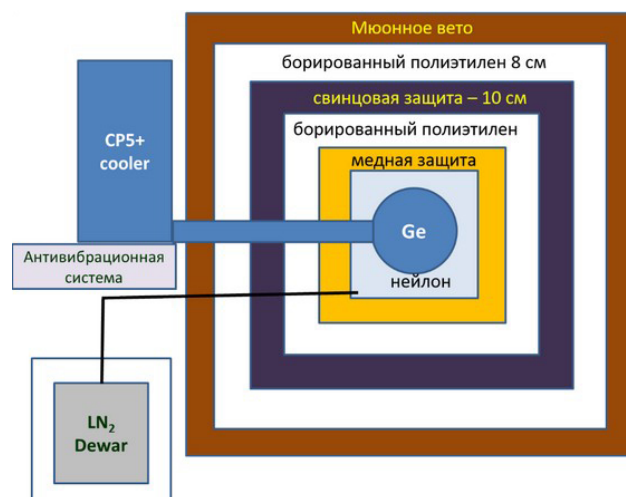 Мюонное вето
борированный полиэтилен 8 см
свинцовая защита – 10 см
борированный полиэтилен
медная защита
CP5+
cooler
Ge
нейлон
Антивибрационная
система
LN₂
Dewar